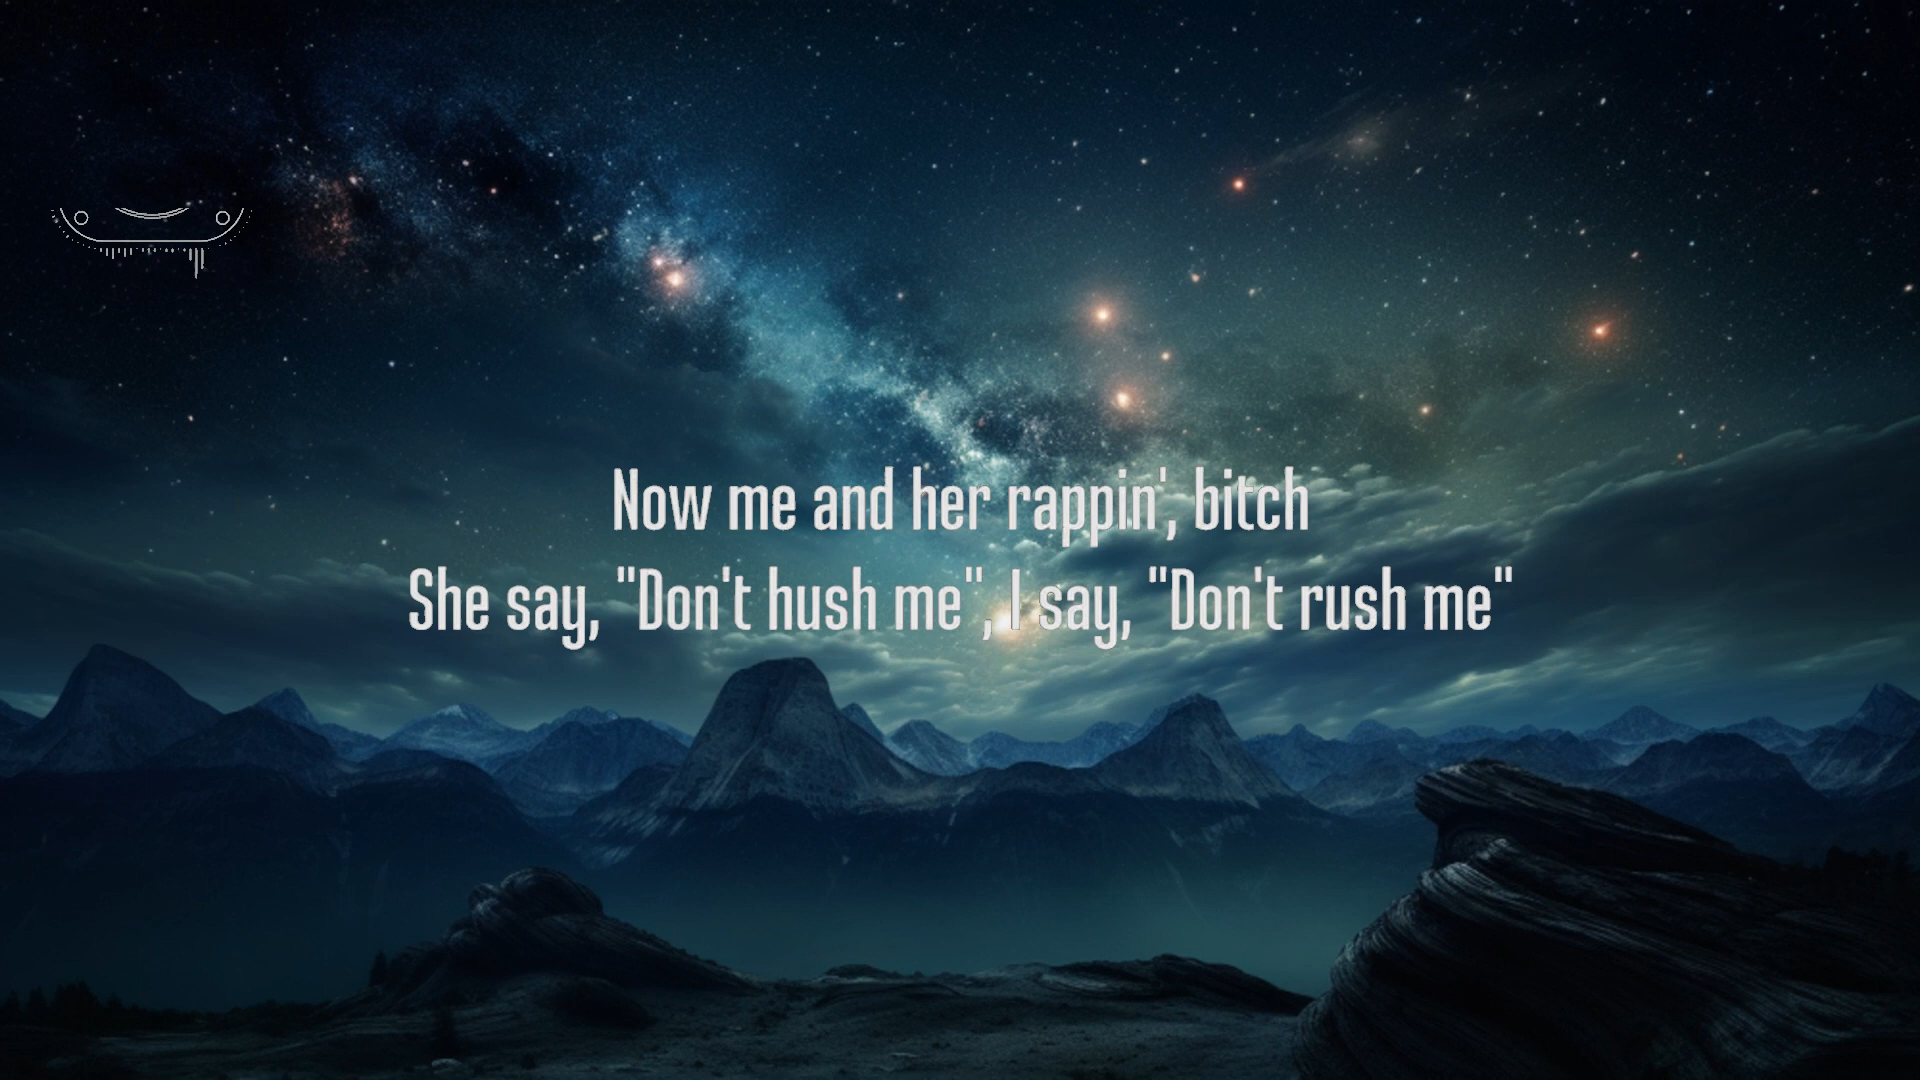 Now me and her rappin', bitch
She say, "Don't hush me", I say, "Don't rush me"